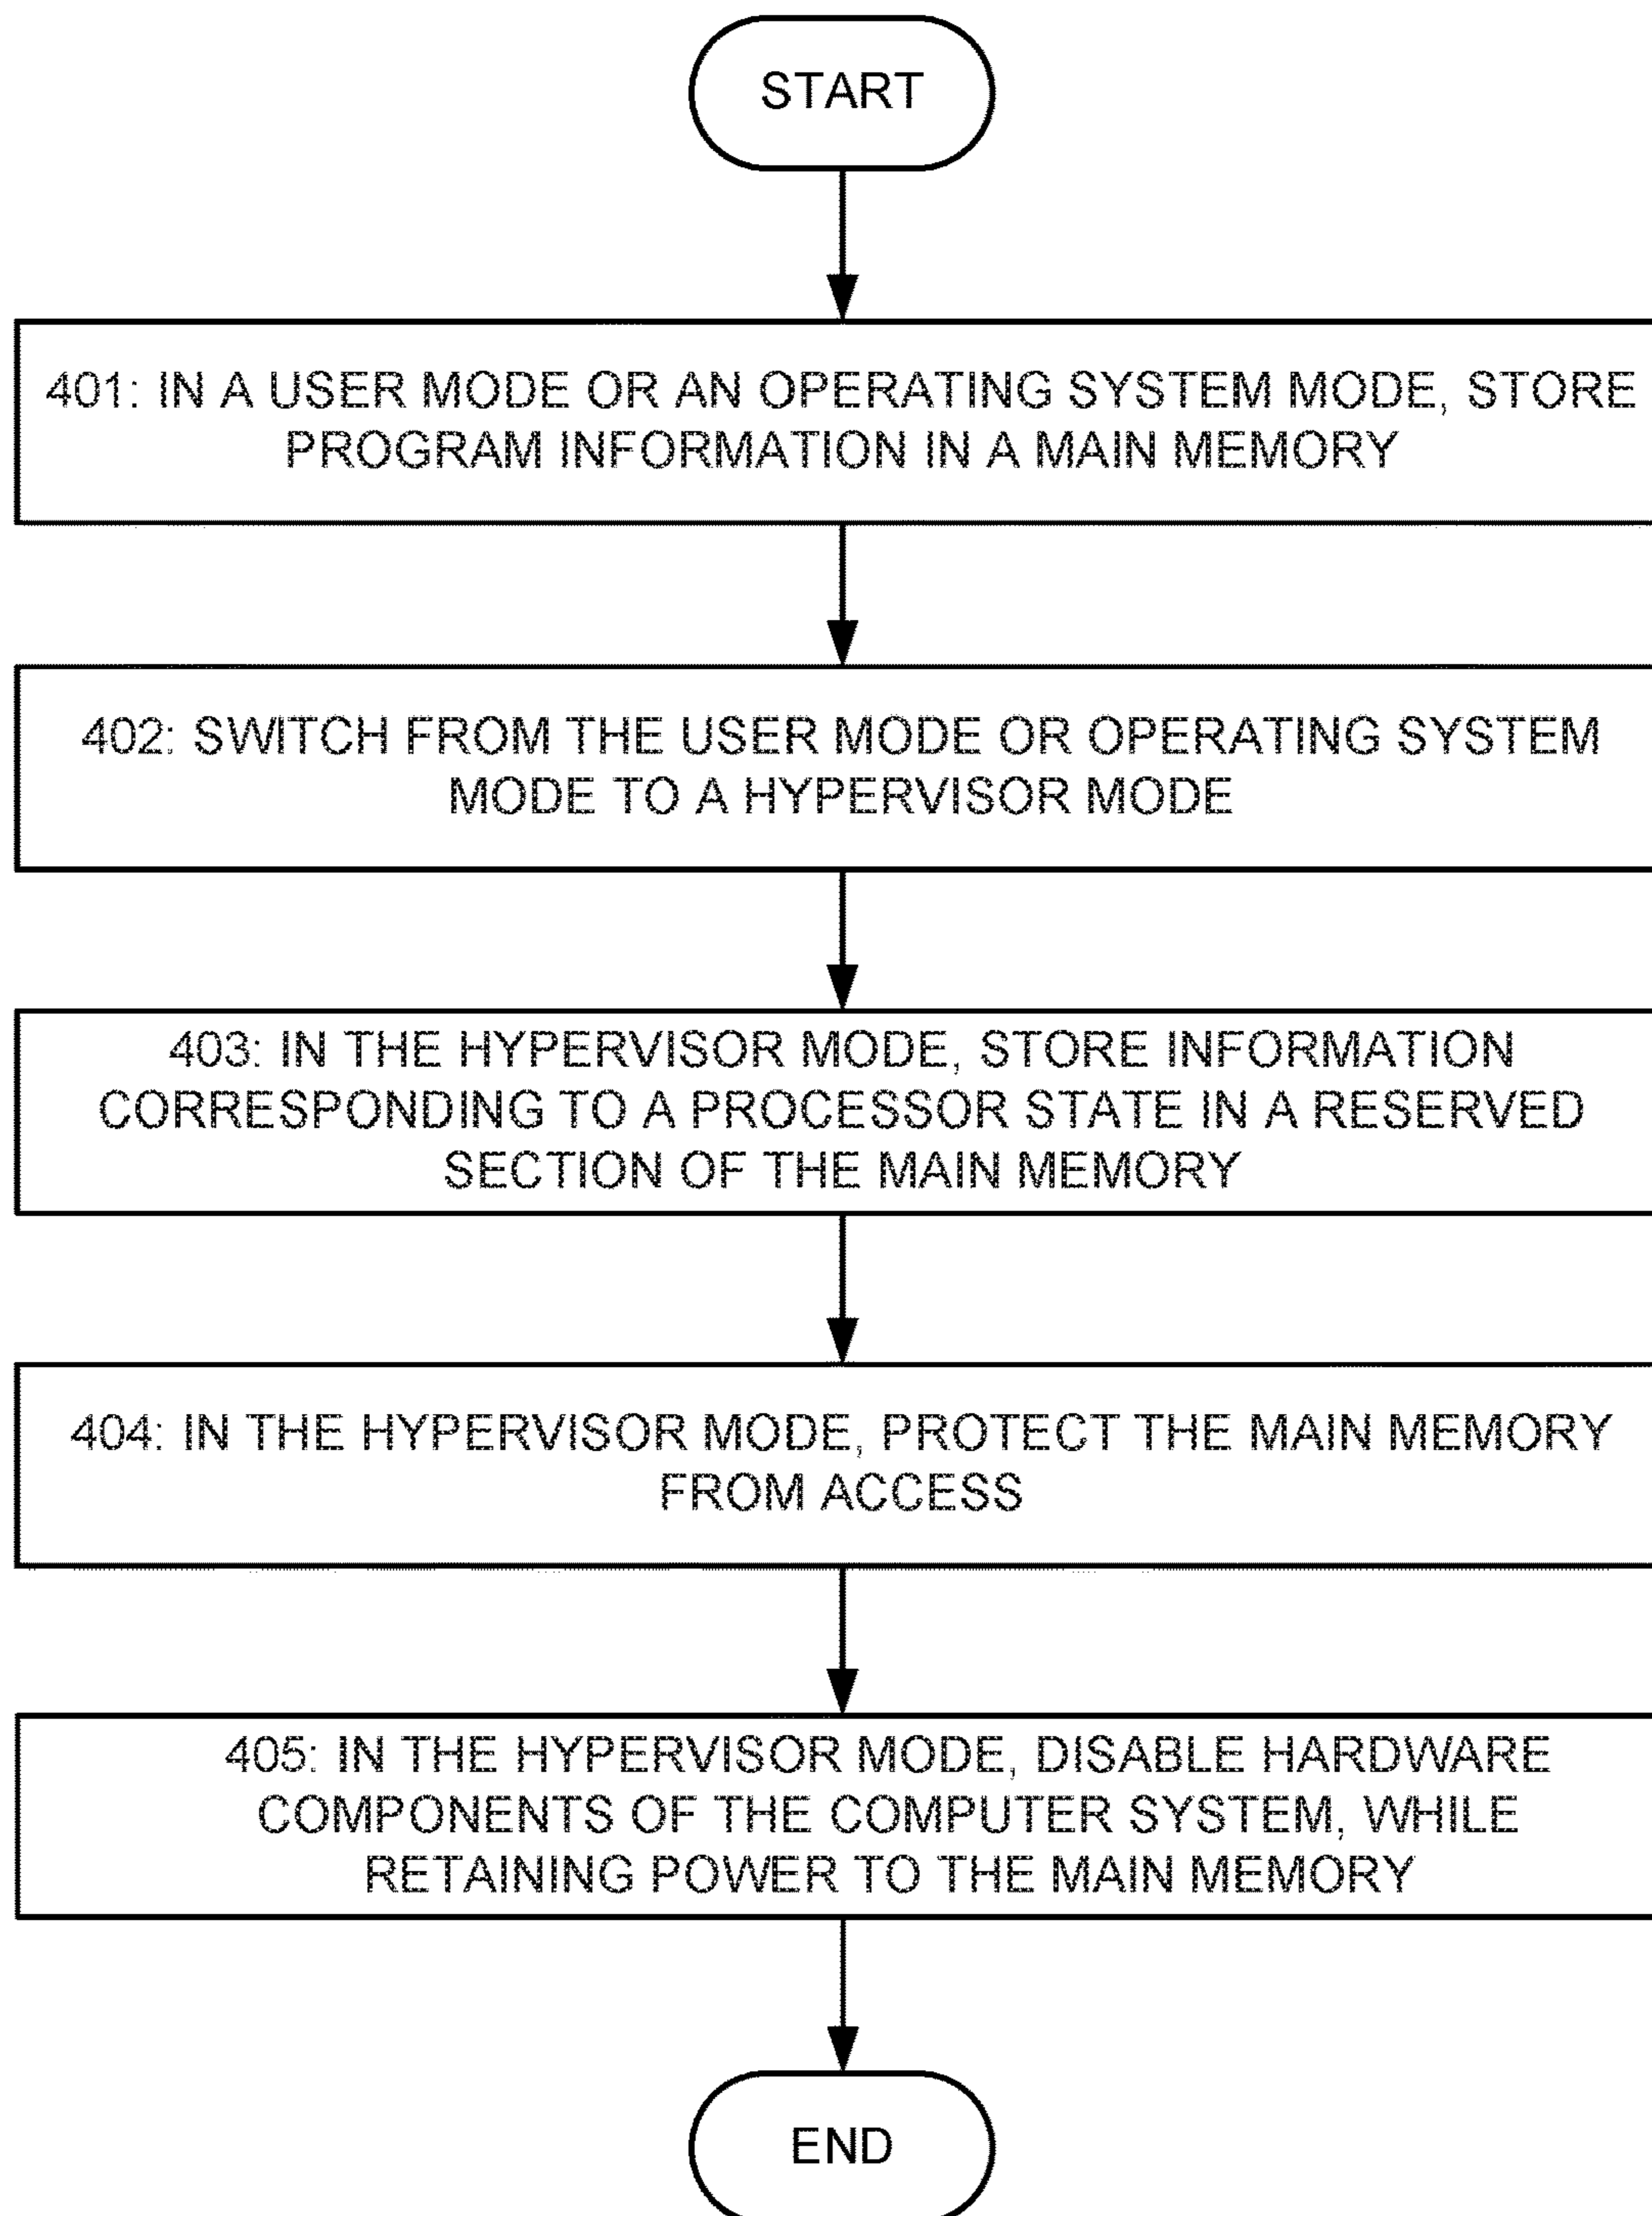 START
401: IN A USER MODE OR AN OPERATING SYSTEM MODE, STORE
PROGRAM INFORMATION IN A MAIN MEMORY
402: SWITCH FROM THE USER MODE OR OPERATING SYSTEM
MODE TO A HYPERVISOR MODE
403: IN THE HYPERVISOR MODE, STORE INFORMATION
CORRESPONDING TO A PROCESSOR STATE IN A RESERVED
SECTION OF THE MAIN MEMORY
404: IN THE HYPERVISOR MODE, PROTECT THE MAIN MEMORY
FROM ACCESS
405: IN THE HYPERVISOR MODE, DISABLE HARDWARE
COMPONENTS OF THE COMPUTER SYSTEM, WHILE
RETAINING POWER TO THE MAIN MEMORY
END